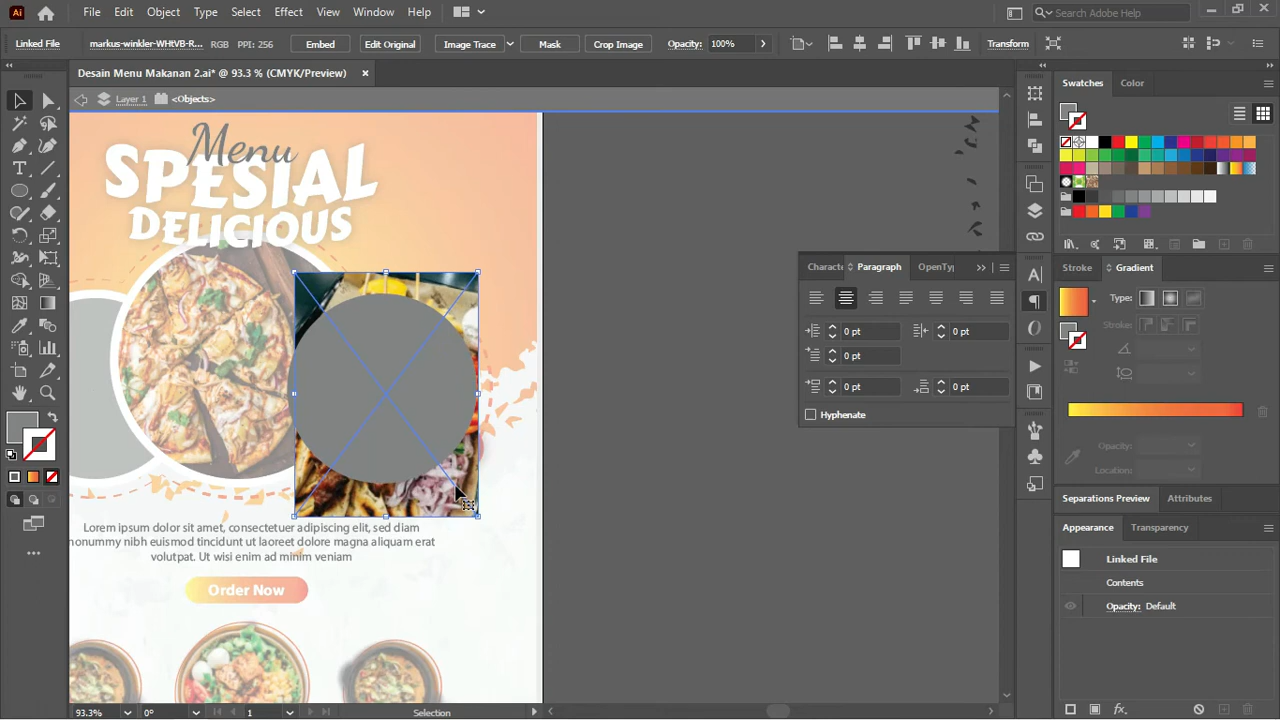 Ai
File Edit Object Type Select Effect View Window Help
Search Adobe Help
Linked File markus-winkler-WHtVB-R... RGB PPI: 256 Embed Edit Original Image Trace Mask Crop Image Opacity: 100% Transform
Desain Menu Makanan 2.ai* @ 93.3 % (CMYK/Preview) ×
Layer 1 <Objects>
Menu
SPESIAL
DELICIOUS
Lorem ipsum dolor sit amet, consectetuer adipiscing elit, sed diam
nonummy nibh euismod tincidunt ut laoreet dolore magna aliquam erat
volutpat. Ut wisi enim ad minim veniam
Order Now
Characte Paragraph OpenTy
0 pt 0 pt
0 pt
0 pt 0 pt
Hyphenate
Swatches Color
Stroke Gradient
Type:
Stroke:
Opacity:
Location:
Separations Preview Attributes
Appearance Transparency
Linked File
Contents
Opacity: Default
fx
93.3% 0° 1 Selection